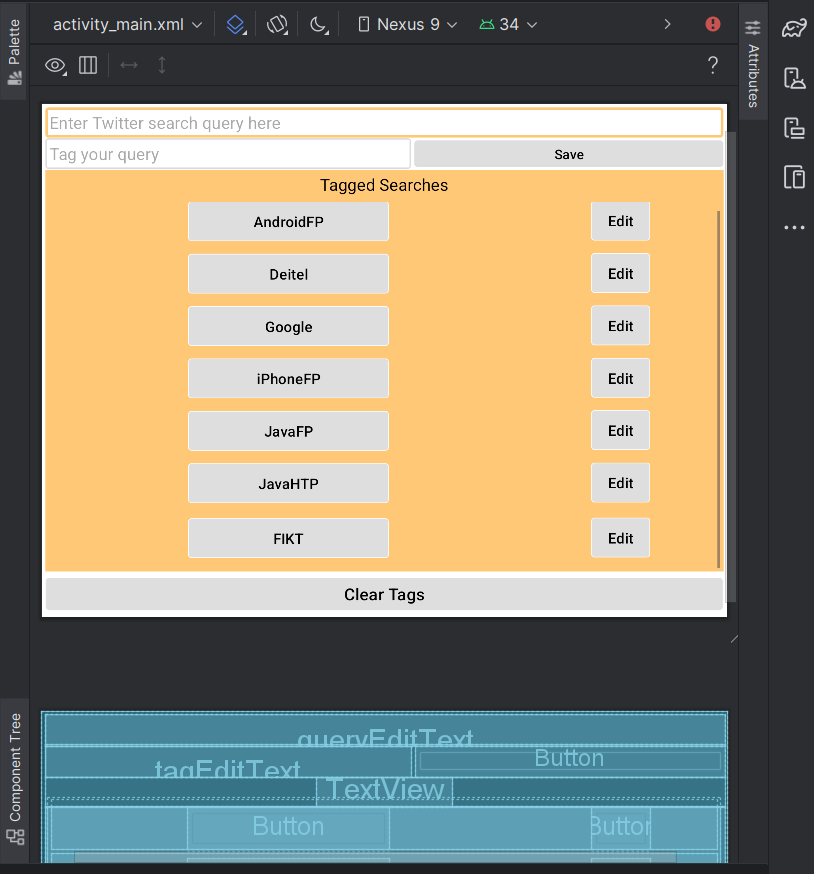 activity_main.xml
Nexus 9
34
Palette
Attributes
?
Enter Twitter search query here
Tag your query
Save
Tagged Searches
AndroidFP Edit
Deitel Edit
Google Edit
iPhoneFP Edit
JavaFP Edit
JavaHTP Edit
FIKT Edit
Clear Tags
Component Tree
queryEditText
tagEditText
Button
TextView
Button
Button